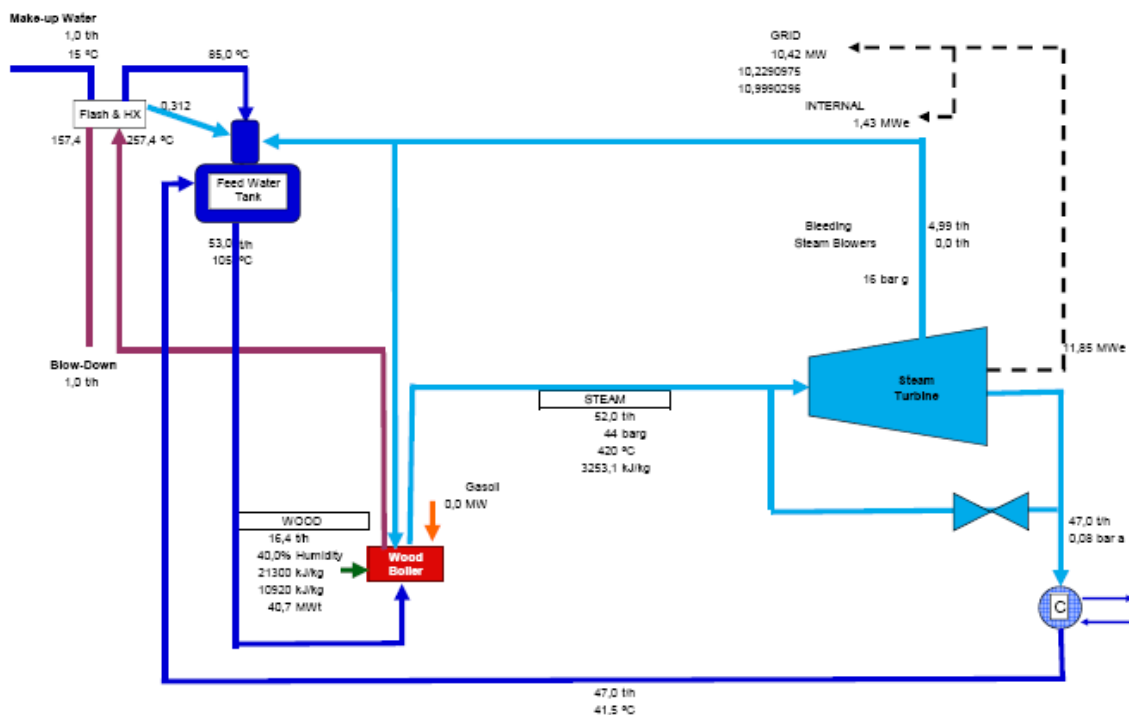 Make-up Water
1,0 t/h
15 ºC
85,0 ºC
Flash & HX
0,312
157,4
257,4 ºC
Feed Water
Tank
53,0 t/h
105 ºC
Blow-Down
1,0 t/h
GRID
10,42 MW
10,2290975
10,9990296
INTERNAL
1,43 MWe
Bleeding
4,99 t/h
Steam Blowers
0,0 t/h
16 bar g
11,85 MWe
Steam
Turbine
STEAM
52,0 t/h
44 barg
420 ºC
3253,1 kJ/kg
Gasoil
0,0 MW
WOOD
16,4 t/h
40,0% Humidity
21300 kJ/kg
10920 kJ/kg
40,7 MWt
Wood
Boiler
47,0 t/h
0,08 bar a
C
47,0 t/h
41,5 ºC